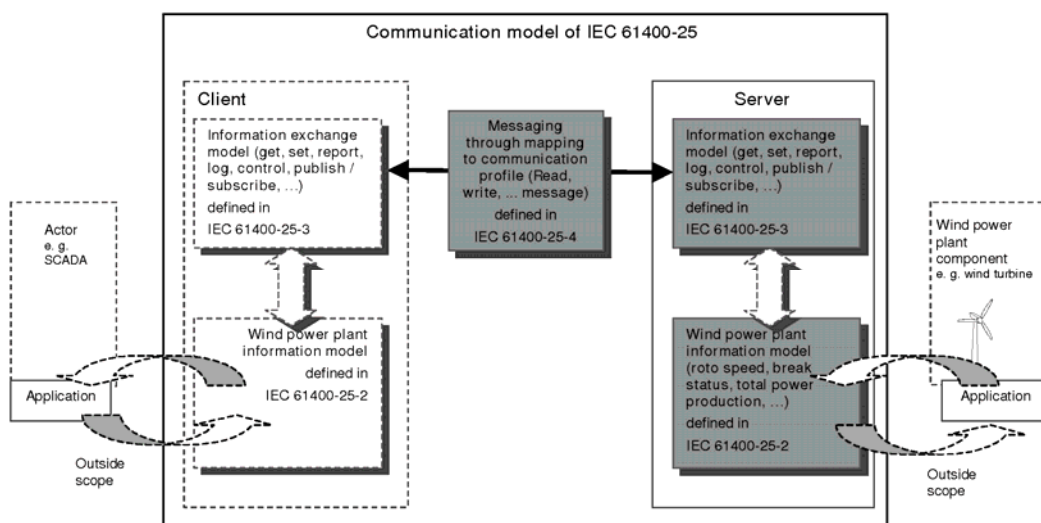 Communication model of IEC 61400-25
Client
Information exchange
model (get, set, report,
log, control, publish /
subscribe, ...)
defined in
IEC 61400-25-3
Wind power plant
information model
defined in
IEC 61400-25-2
Messaging
through mapping
to communication
profile (Read,
write, ... message)
defined in
IEC 61400-25-4
Server
Information exchange
model (get, set, report,
log, control, publish /
subscribe, ...)
defined in
IEC 61400-25-3
Wind power plant
information model
(roto speed, break
status, total power
production, ...)
defined in
IEC 61400-25-2
Actor
e. g.
SCADA
Application
Outside
scope
Wind power
plant
component
e. g. wind turbine
Application
Outside
scope